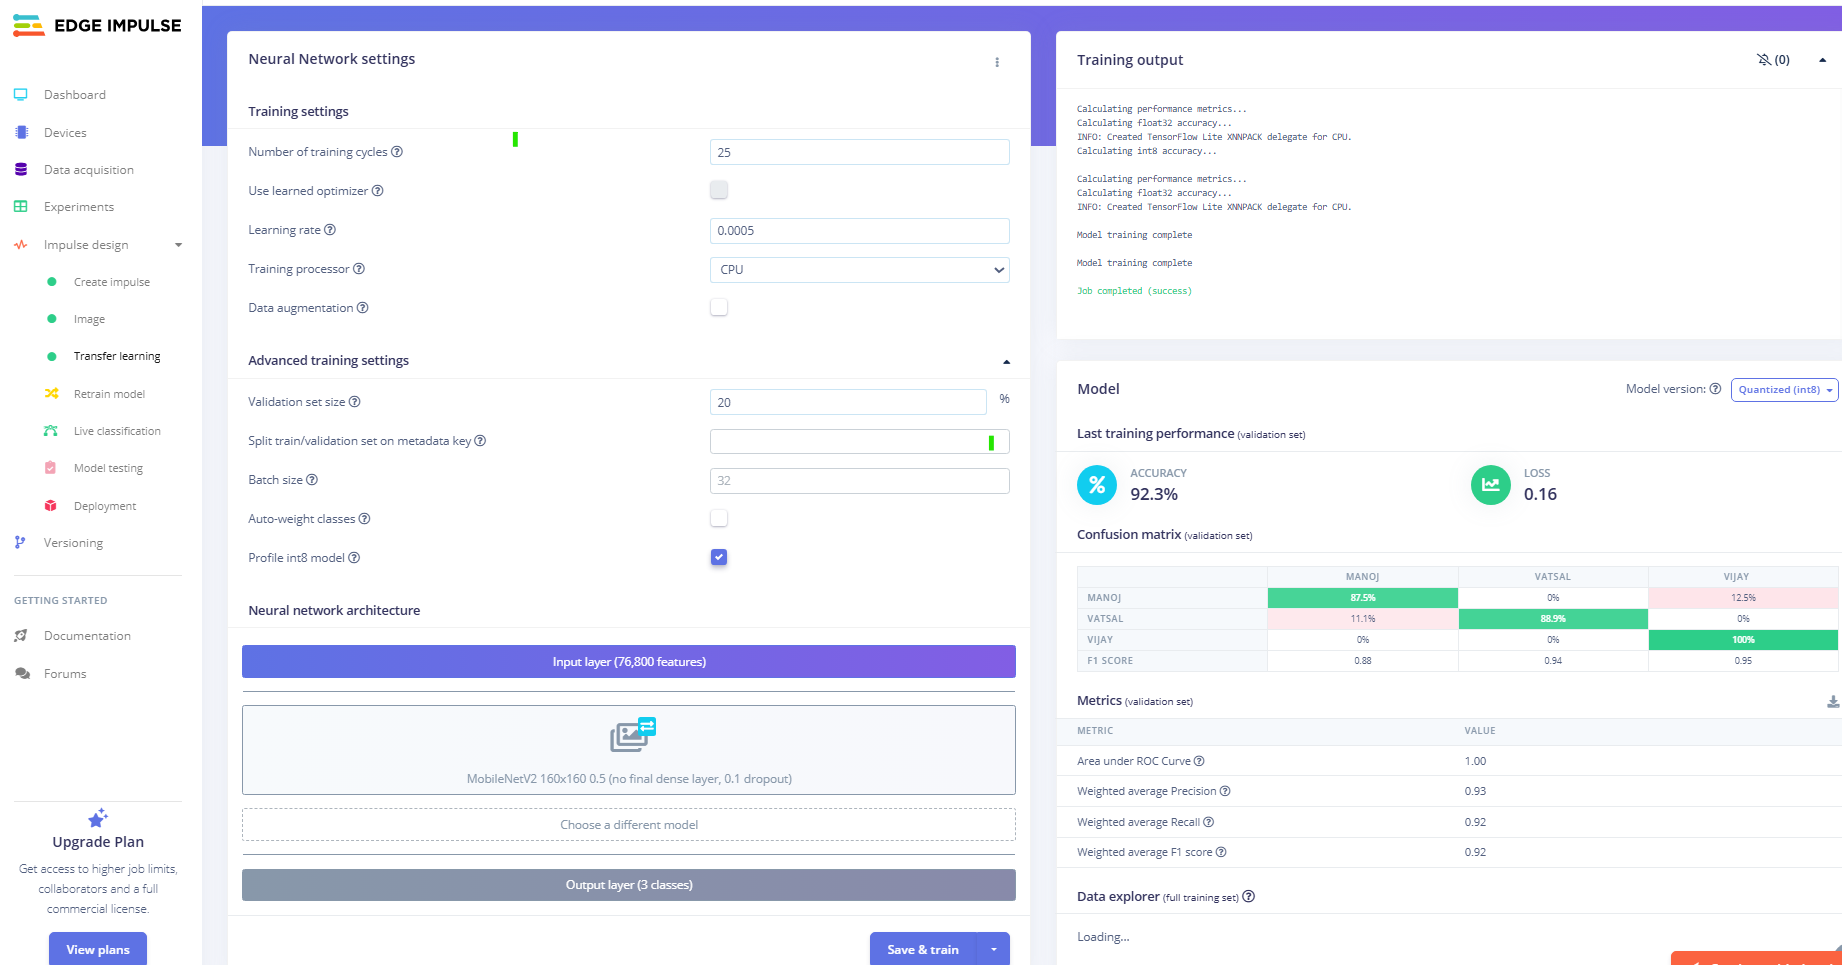 EDGE IMPULSE
Dashboard
Devices
Data acquisition
Experiments
Impulse design
Create impulse
Image
Transfer learning
Retrain model
Live classification
Model testing
Deployment
Versioning
GETTING STARTED
Documentation
Forums
Upgrade Plan
Get access to higher job limits,
collaborators and a full
commercial license.
View plans
Neural Network settings
Training settings
Number of training cycles
25
Use learned optimizer
Learning rate
0.0005
Training processor
CPU
Data augmentation
Advanced training settings
Validation set size
20
%
Split train/validation set on metadata key
Batch size
32
Auto-weight classes
Profile int8 model
Neural network architecture
Input layer (76,800 features)
MobileNetV2 160x160 0.5 (no final dense layer, 0.1 dropout)
Choose a different model
Output layer (3 classes)
Save & train
Training output
(0)
Calculating performance metrics...
Calculating float32 accuracy...
INFO: Created TensorFlow Lite XNNPACK delegate for CPU.
Calculating int8 accuracy...
Calculating performance metrics...
Calculating float32 accuracy...
INFO: Created TensorFlow Lite XNNPACK delegate for CPU.
Model training complete
Model training complete
Job completed (success)
Model
Model version: Quantized (int8)
Last training performance (validation set)
% ACCURACY
92.3%
LOSS
0.16
Confusion matrix (validation set)
MANOJ VATSAL VIJAY
MANOJ 87.5% 0% 12.5%
VATSAL 11.1% 88.9% 0%
VIJAY 0% 0% 100%
F1 SCORE 0.88 0.94 0.95
Metrics (validation set)
METRIC VALUE
Area under ROC Curve 1.00
Weighted average Precision 0.93
Weighted average Recall 0.92
Weighted average F1 score 0.92
Data explorer (full training set)
Loading...